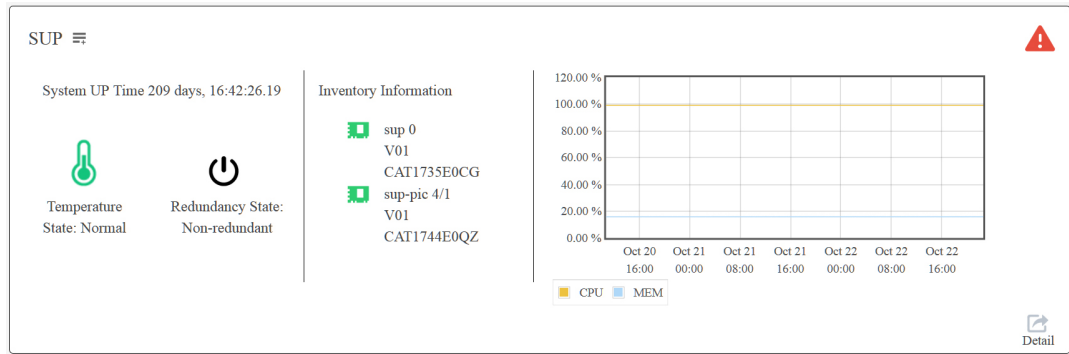 SUP
System UP Time 209 days, 16:42:26.19
Temperature
State: Normal
Redundancy State:
Non-redundant
Inventory Information
sup 0
V01
CAT1735E0CG
sup-pic 4/1
V01
CAT1744E0QZ
120.00 %
100.00 %
80.00 %
60.00 %
40.00 %
20.00 %
0.00 %
Oct 20 Oct 21 Oct 21 Oct 21 Oct 22 Oct 22 Oct 22
16:00 00:00 08:00 16:00 00:00 08:00 16:00
CPU MEM
Detail